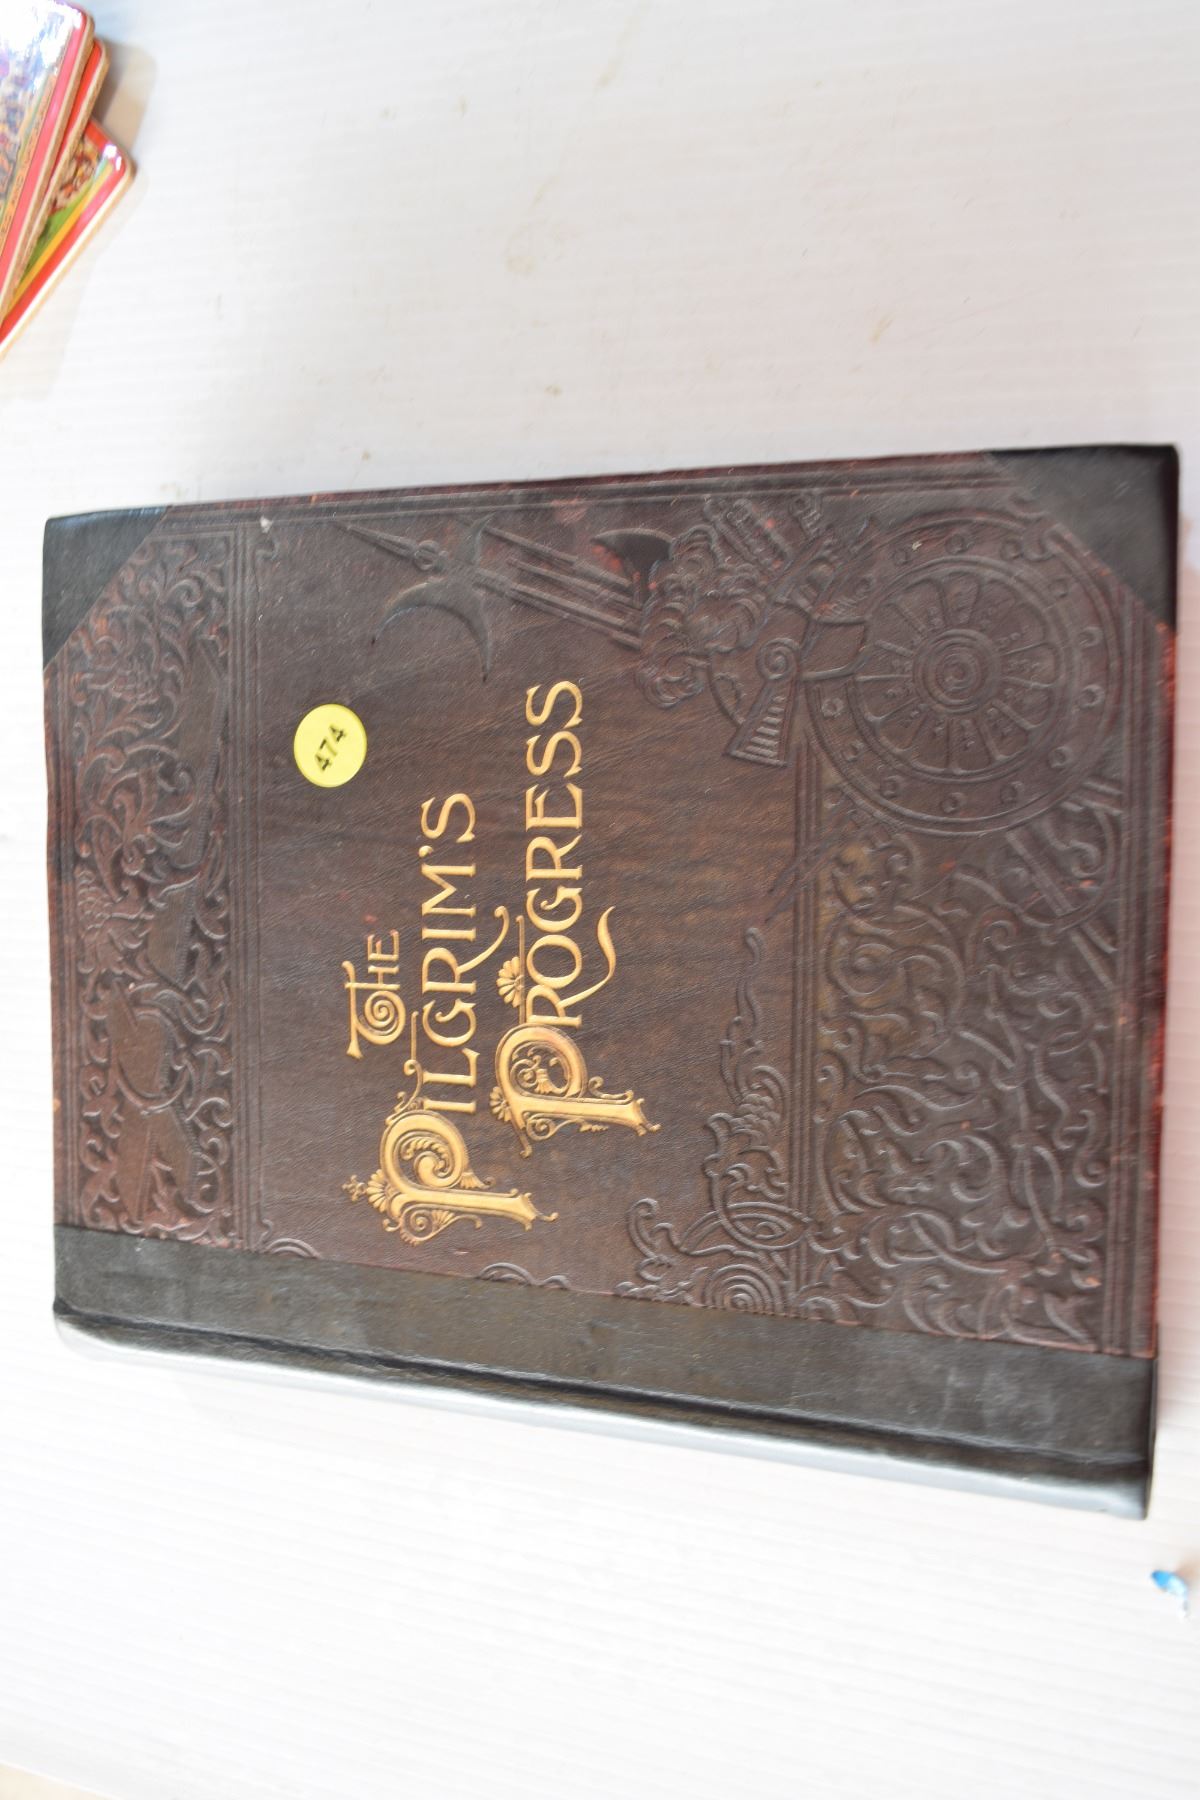 THE
PILGRIM'S
PROGRESS
474